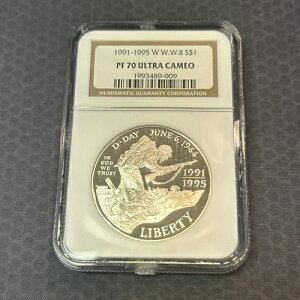 1991-1995 W W.W.II S$1
PF 70 ULTRA CAMEO
1993489-009
NUMISMATIC GUARANTY CORPORATION
D-DAY JUNE 6, 1944
IN
GOD
WE
TRUST
1991
1995
LIBERTY